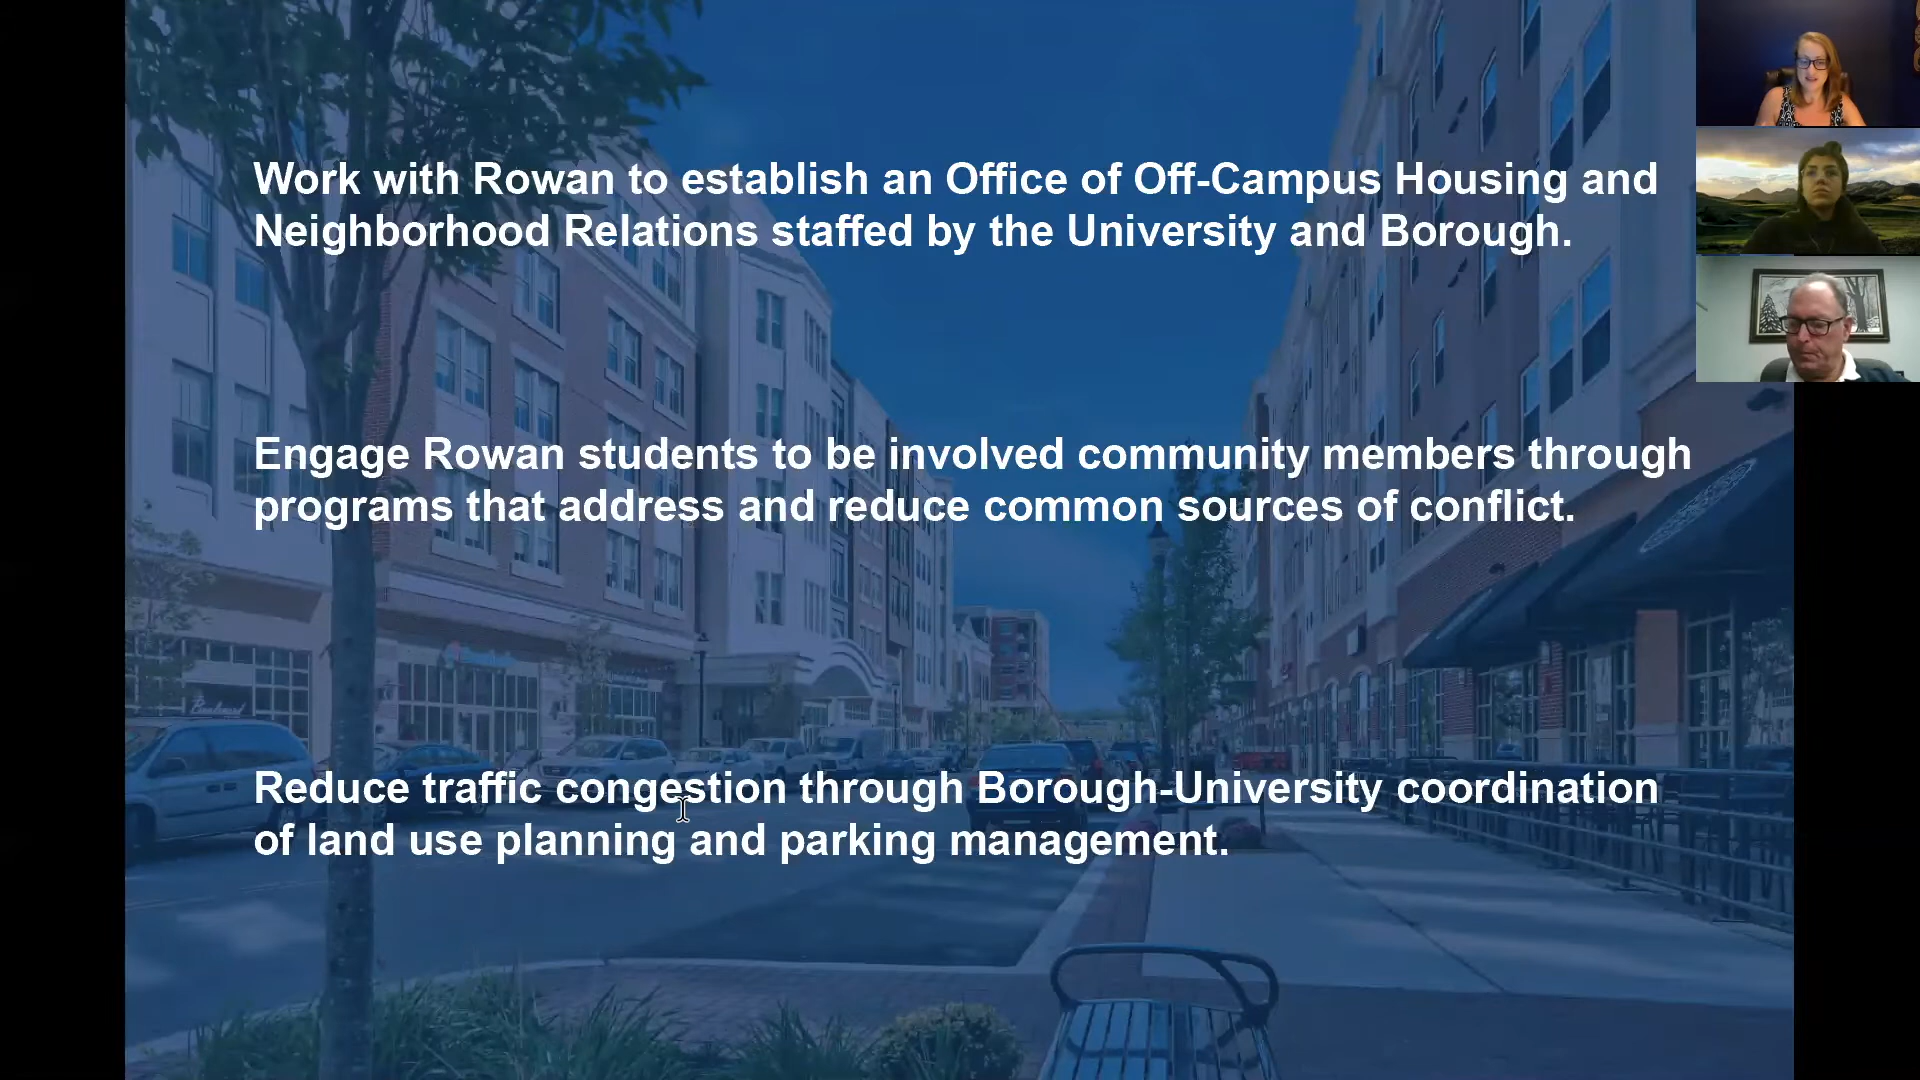 Work with Rowan to establish an Office of Off-Campus Housing and
Neighborhood Relations staffed by the University and Borough.
Engage Rowan students to be involved community members through
programs that address and reduce common sources of conflict.
Reduce traffic congestion through Borough-University coordination
of land use planning and parking management.